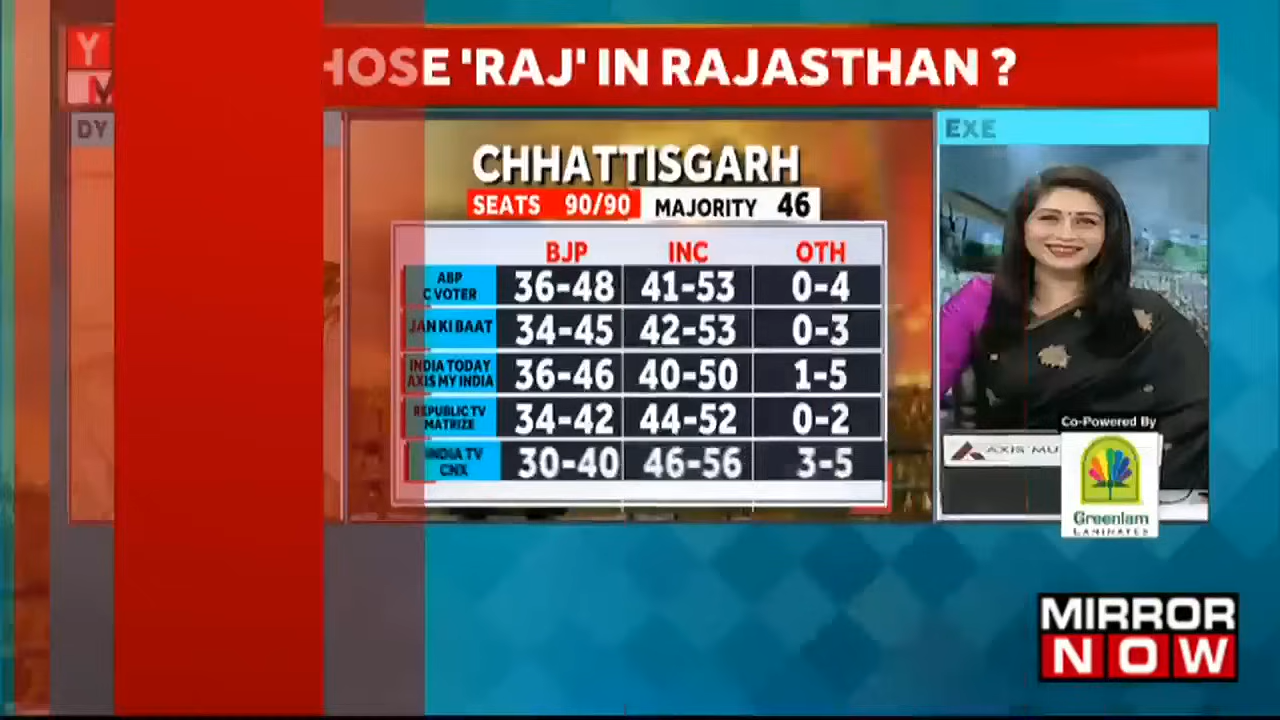 Y
M
HOSE 'RAJ' IN RAJASTHAN ?
DY
EXE
CHHATTISGARH
SEATS 90/90 MAJORITY 46
BJP INC OTH
ABP
C VOTER
36-48 41-53 0-4
JAN KI BAAT 34-45 42-53 0-3
INDIA TODAY
AXIS MY INDIA
36-46 40-50 1-5
REPUBLIC TV
MATRIZE
34-42 44-52 0-2
INDIA TV
CNX
30-40 46-56 3-5
Co-Powered By
AXIS MU
Greenlam
LAMINATES
MIRROR
NOW